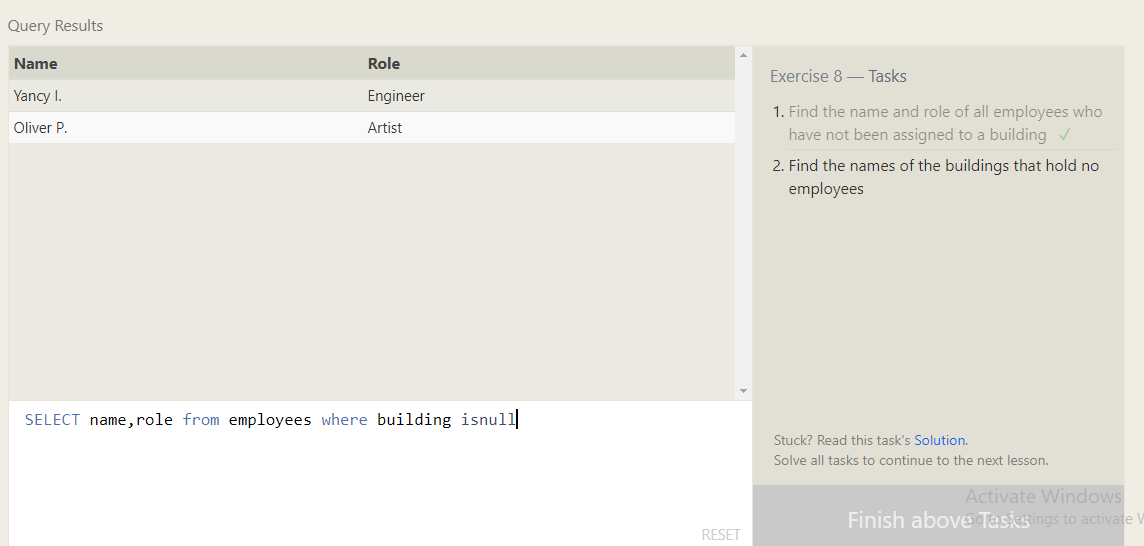 Query Results
Name Role
Yancy I. Engineer
Oliver P. Artist
SELECT name,role from employees where building isnull
RESET
Exercise 8 — Tasks
1. Find the name and role of all employees who
have not been assigned to a building ✓
2. Find the names of the buildings that hold no
employees
Stuck? Read this task's Solution.
Solve all tasks to continue to the next lesson.
Finish above Tasks
Activate Windows
Go to Settings to activate W